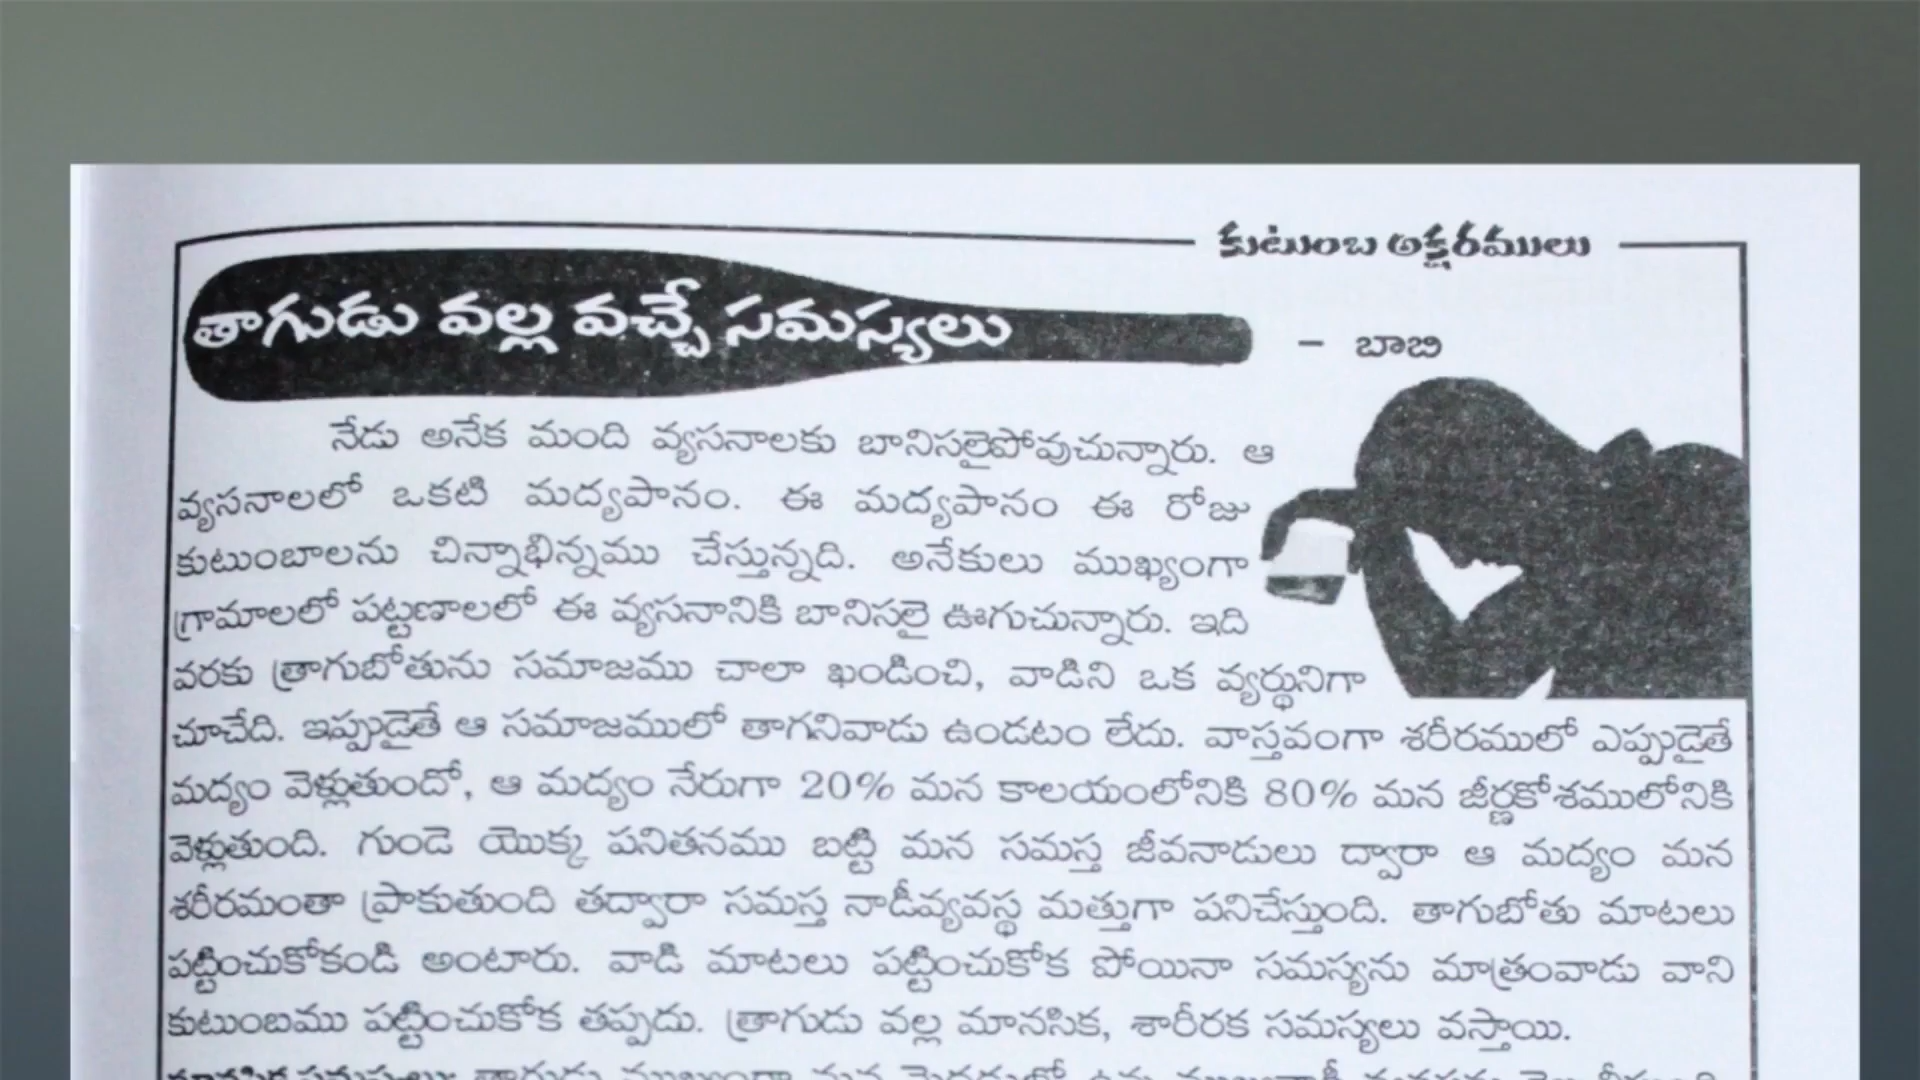 కుటుంబ అక్షరములు
తాగుడు వల్ల వచ్చే సమస్యలు
- బాబి
నేడు అనేక మంది వ్యసనాలకు బానిసలైపోవుచున్నారు. ఆ
వ్యసనాలలో ఒకటి మద్యపానం. ఈ మద్యపానం ఈ రోజు
కుటుంబాలను చిన్నాభిన్నము చేస్తున్నది. అనేకులు ముఖ్యంగా
గ్రామాలలో పట్టణాలలో ఈ వ్యసనానికి బానిసలై ఊగుచున్నారు. ఇది
వరకు త్రాగుబోతును సమాజము చాలా ఖండించి, వాడిని ఒక వ్యర్థునిగా
చూచేది. ఇప్పుడైతే ఆ సమాజములో తాగనివాడు ఉండటం లేదు. వాస్తవంగా శరీరములో ఎప్పుడైతే
మద్యం వెళ్లుతుందో, ఆ మద్యం నేరుగా 20% మన కాలయంలోనికి 80% మన జీర్ణకోశములోనికి
వెళ్లుతుంది. గుండె యొక్క పనితనము బట్టి మన సమస్త జీవనాడులు ద్వారా ఆ మద్యం మన
శరీరమంతా ప్రాకుతుంది తద్వారా సమస్త నాడీవ్యవస్థ మత్తుగా పనిచేస్తుంది. తాగుబోతు మాటలు
పట్టించుకోకండి అంటారు. వాడి మాటలు పట్టించుకోక పోయినా సమస్యను మాత్రంవాడు వాని
కుటుంబము పట్టించుకోక తప్పదు. త్రాగుడు వల్ల మానసిక, శారీరక సమస్యలు వస్తాయి.